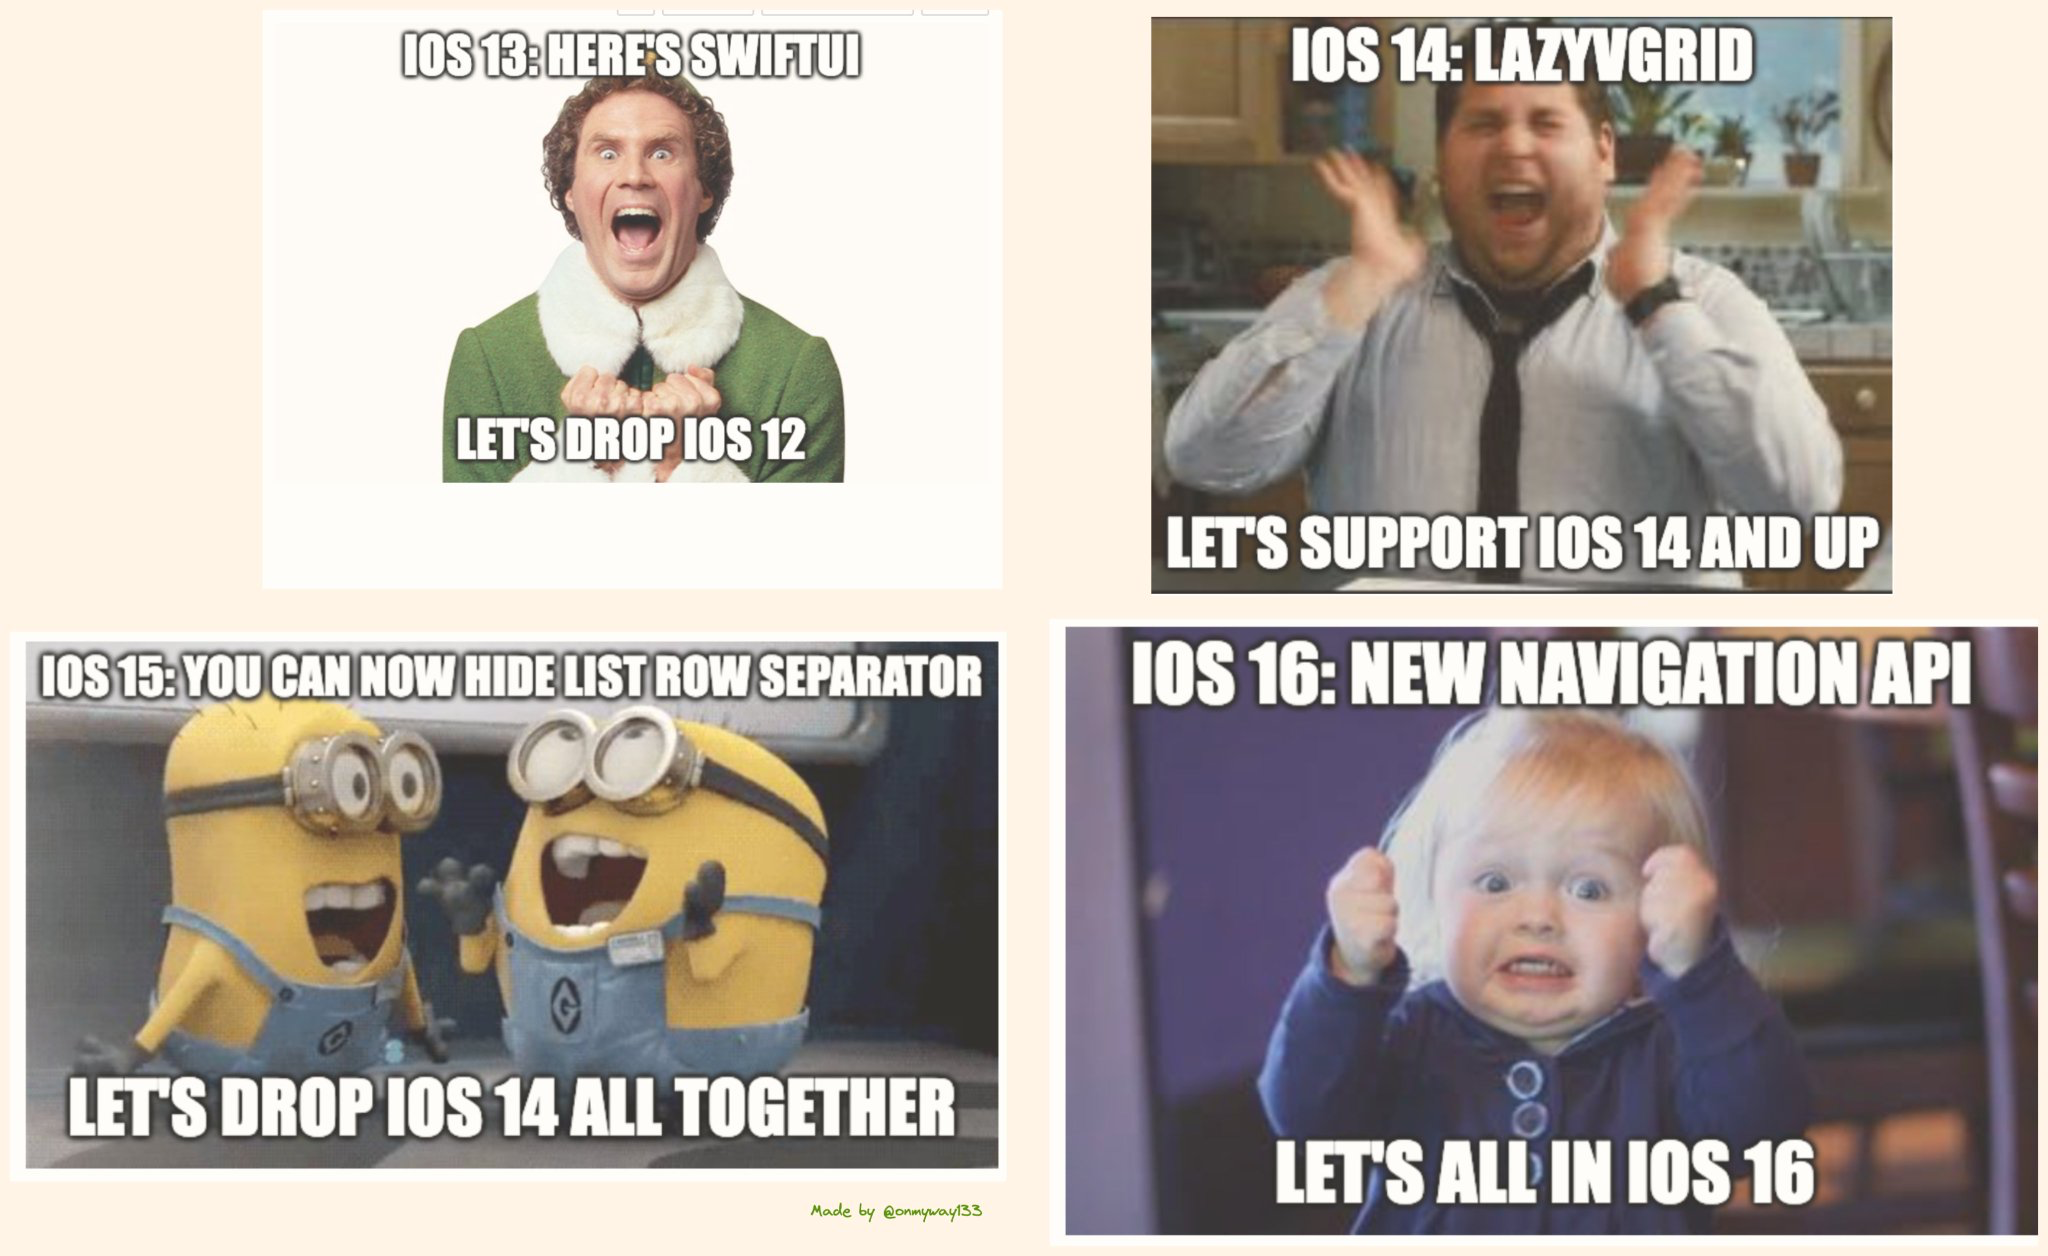 IOS 13: HERE'S SWIFTUI
LET'S DROP IOS 12
IOS 14: LAZYVGRID
LET'S SUPPORT IOS 14 AND UP
IOS 15: YOU CAN NOW HIDE LIST ROW SEPARATOR
LET'S DROP IOS 14 ALL TOGETHER
IOS 16: NEW NAVIGATION API
LET'S ALL IN IOS 16
Made by @onmyway133